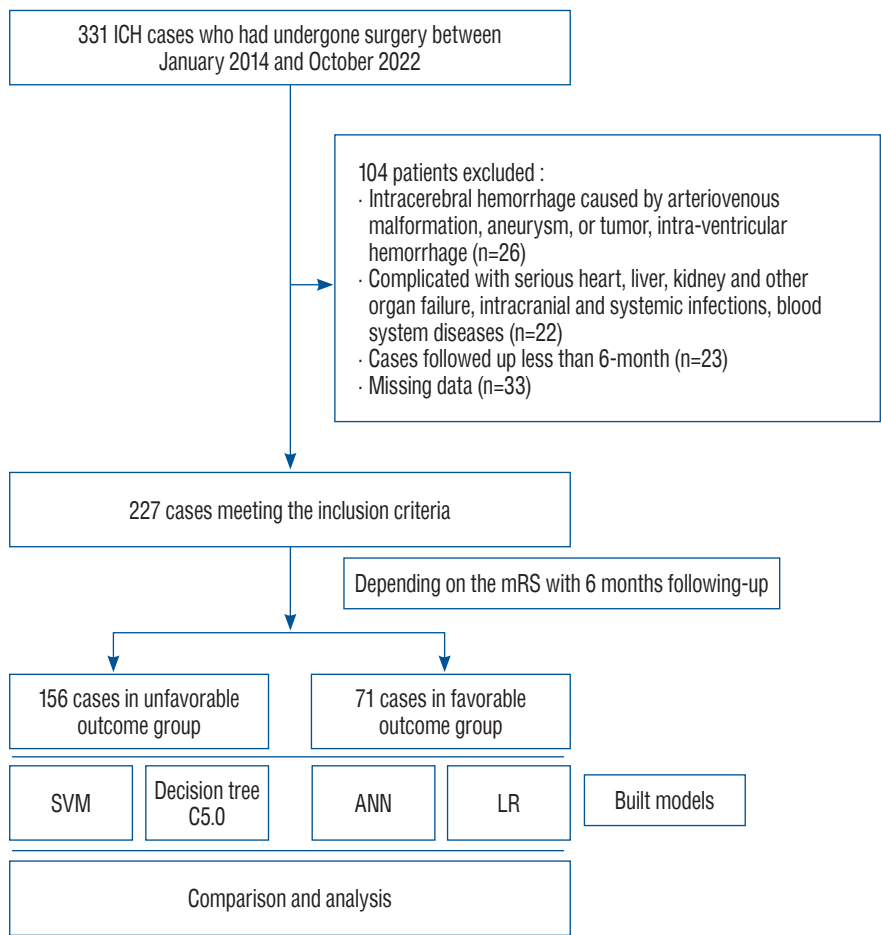 331 ICH cases who had undergone surgery between
January 2014 and October 2022
104 patients excluded :
· Intracerebral hemorrhage caused by arteriovenous
malformation, aneurysm, or tumor, intra-ventricular
hemorrhage (n=26)
· Complicated with serious heart, liver, kidney and other
organ failure, intracranial and systemic infections, blood
system diseases (n=22)
· Cases followed up less than 6-month (n=23)
· Missing data (n=33)
227 cases meeting the inclusion criteria
Depending on the mRS with 6 months following-up
156 cases in unfavorable
outcome group
71 cases in favorable
outcome group
SVM
Decision tree
C5.0
ANN
LR
Built models
Comparison and analysis